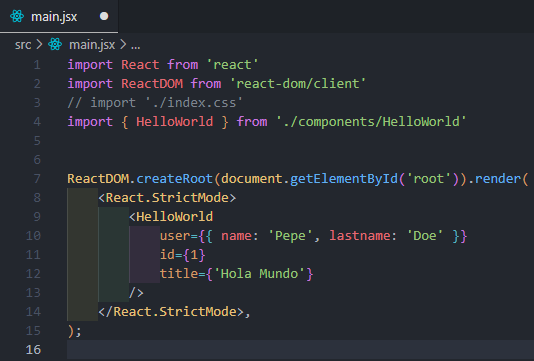 main.jsx
src > main.jsx > ...
1 import React from 'react'
2 import ReactDOM from 'react-dom/client'
3 // import './index.css'
4 import { HelloWorld } from './components/HelloWorld'
5
6
7 ReactDOM.createRoot(document.getElementById('root')).render(
8     <React.StrictMode>
9         <HelloWorld
10             user={{ name: 'Pepe', lastname: 'Doe' }}
11             id={1}
12             title={'Hola Mundo'}
13         />
14     </React.StrictMode>,
15 );
16